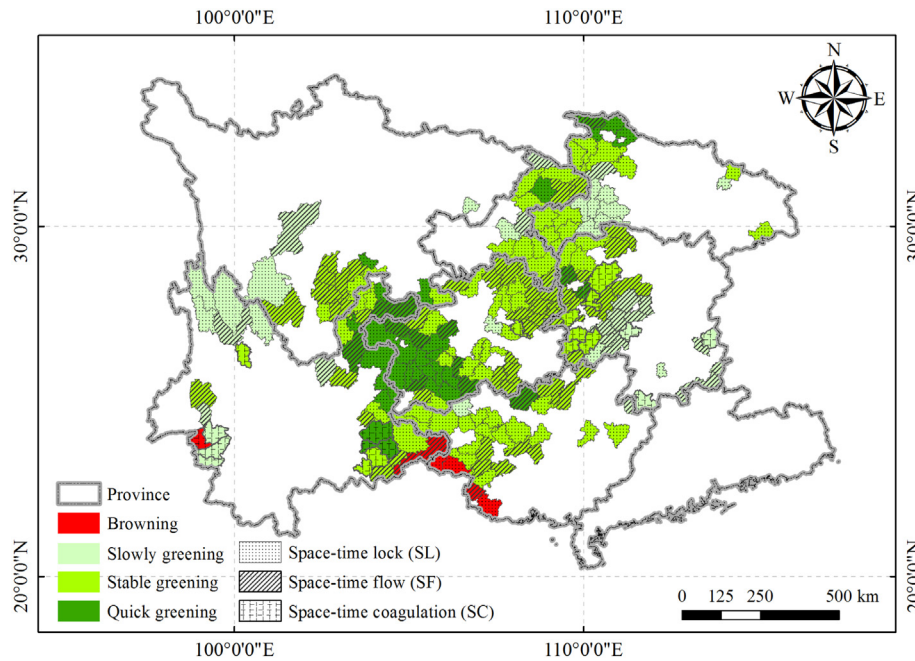 100°0'0"E 110°0'0"E
N
W E
S
30°0'0"N 30°0'0"N
Province
Browning
Slowly greening Space-time lock (SL)
Stable greening Space-time flow (SF)
Quick greening Space-time coagulation (SC)
20°0'0"N 20°0'0"N
0 125 250 500 km
100°0'0"E 110°0'0"E